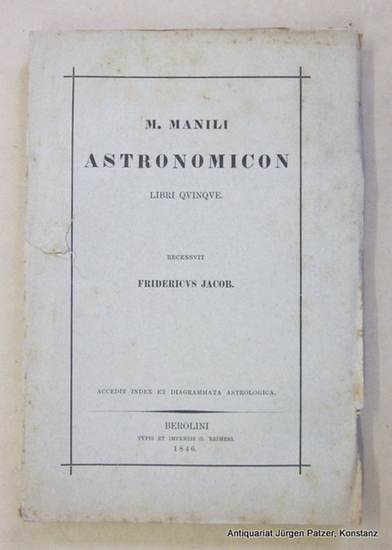 M. MANILI
ASTRONOMICON
LIBRI QVINQVE.
RECENSVIT
FRIDERICVS JACOB.
ACCEDIT INDEX ET DIAGRAMMATA ASTROLOGICA.
BEROLINI
TYPIS ET IMPENSIS G. REIMERI.
1846.
Antiquariat Jürgen Patzer, Konstanz